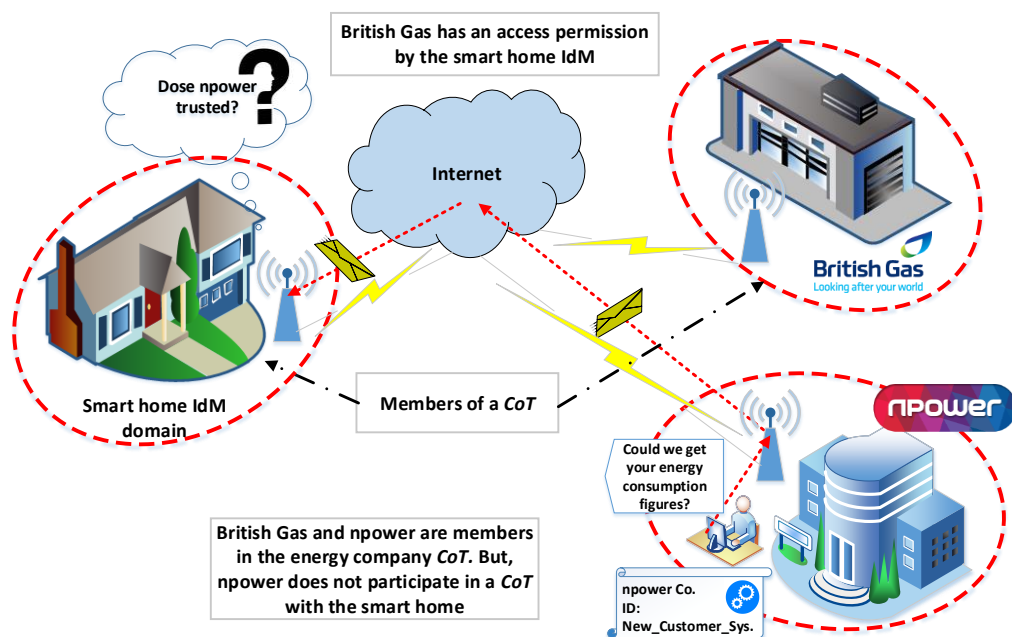 British Gas has an access permission
by the smart home IdM
Dose npower
trusted?
?
Internet
British Gas
Looking after your world
Smart home IdM
domain
Members of a CoT
npower
Could we get
your energy
consumption
figures?
British Gas and npower are members
in the energy company CoT. But,
npower does not participate in a CoT
with the smart home
npower Co.
ID:
New_Customer_Sys.